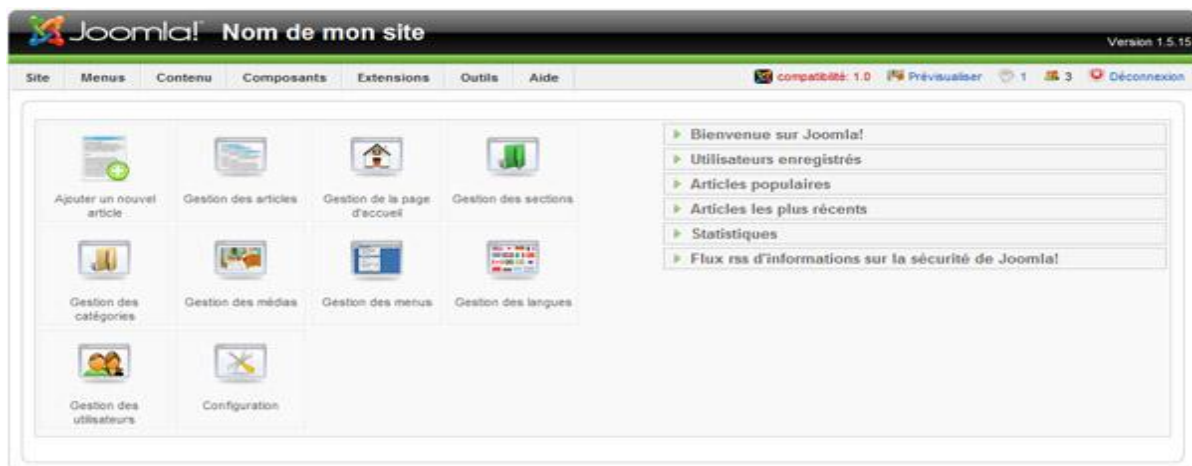 Joomla! Nom de mon site
Version 1.5.15
Site Menus Contenu Composants Extensions Outils Aide
compatibilité: 1.0 Prévisualiser 1 3 Déconnexion
Ajouter un nouvel
article
Gestion des articles
Gestion de la page
d'accueil
Gestion des sections
Gestion des
catégories
Gestion des médias
Gestion des menus
Gestion des langues
Gestion des
utilisateurs
Configuration
Bienvenue sur Joomla!
Utilisateurs enregistrés
Articles populaires
Articles les plus récents
Statistiques
Flux rss d'informations sur la sécurité de Joomla!